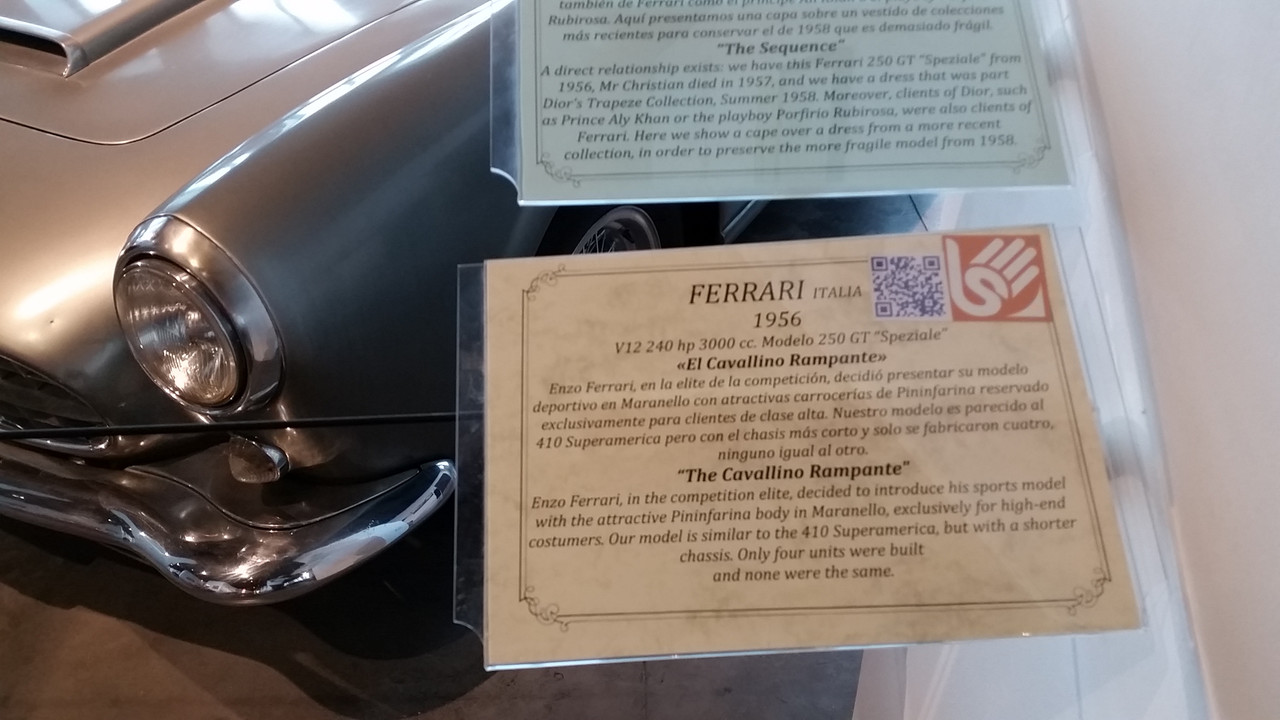 también de Ferrari como el príncipe Ali Khan
Rubirosa. Aquí presentamos una capa sobre un vestido de colecciones
más recientes para conservar el de 1958 que es demasiado frágil.
"The Sequence"
A direct relationship exists: we have this Ferrari 250 GT "Speziale" from
1956, Mr Christian died in 1957, and we have a dress that was part
Dior's Trapeze Collection, Summer 1958. Moreover, clients of Dior, such
as Prince Aly Khan or the playboy Porfirio Rubirosa, were also clients of
Ferrari. Here we show a cape over a dress from a more recent
collection, in order to preserve the more fragile model from 1958.
FERRARI ITALIA
1956
V12 240 hp 3000 cc. Modelo 250 GT "Speziale"
«El Cavallino Rampante»
Enzo Ferrari, en la elite de la competición, decidió presentar su modelo
deportivo en Maranello con atractivas carrocerías de Pininfarina reservado
exclusivamente para clientes de clase alta. Nuestro modelo es parecido al
410 Superamerica pero con el chasis más corto y solo se fabricaron cuatro,
ninguno igual al otro.
"The Cavallino Rampante"
Enzo Ferrari, in the competition elite, decided to introduce his sports model
with the attractive Pininfarina body in Maranello, exclusively for high-end
costumers. Our model is similar to the 410 Superamerica, but with a shorter
chassis. Only four units were built
and none were the same.